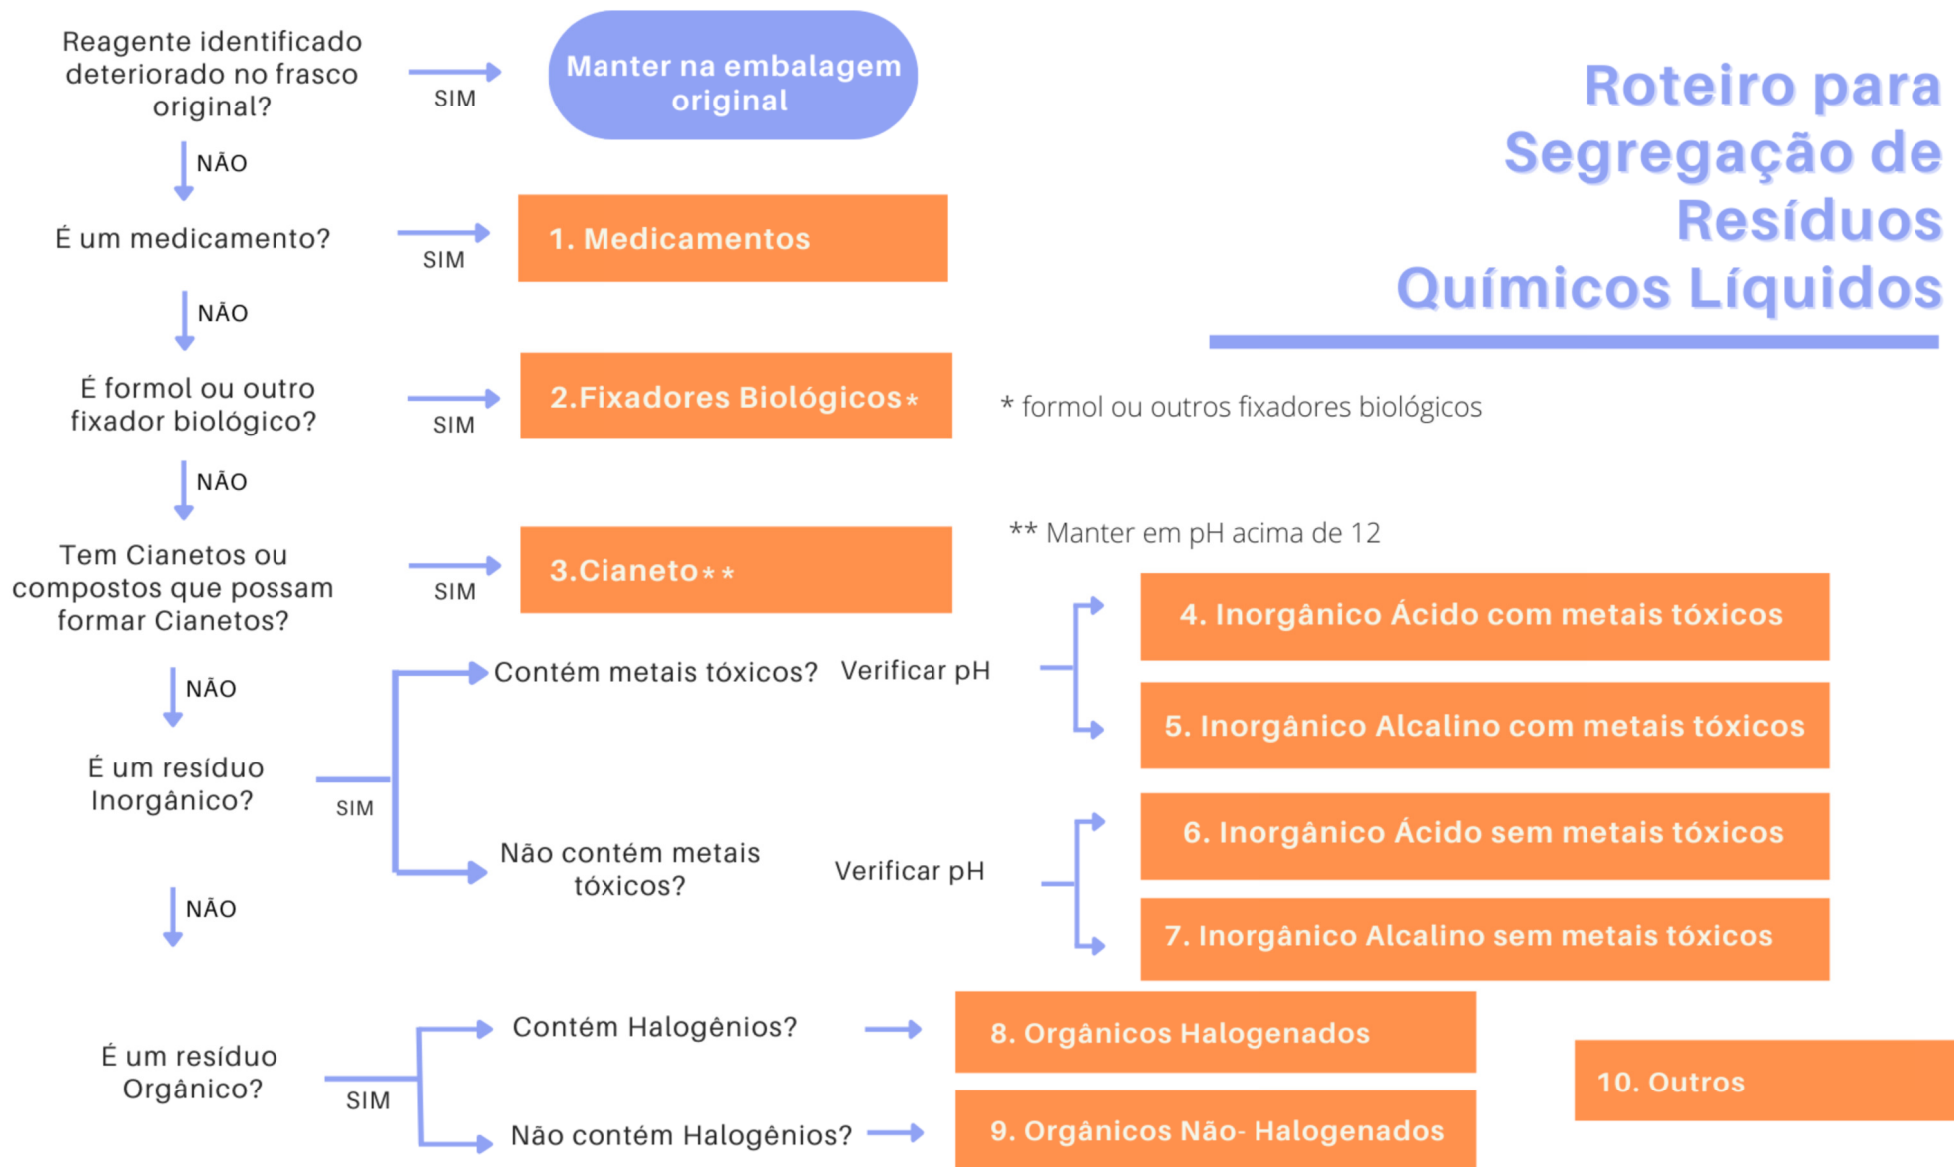 Roteiro para
Segregação de
Resíduos
Químicos Líquidos
Reagente identificado
deteriorado no frasco
original?
SIM
Manter na embalagem
original
NÃO
É um medicamento?
SIM
1. Medicamentos
NÃO
É formol ou outro
fixador biológico?
SIM
2.Fixadores Biológicos*
* formol ou outros fixadores biológicos
NÃO
Tem Cianetos ou
compostos que possam
formar Cianetos?
SIM
3.Cianeto**
** Manter em pH acima de 12
NÃO
É um resíduo
Inorgânico?
SIM
Contém metais tóxicos?
Verificar pH
4. Inorgânico Ácido com metais tóxicos
5. Inorgânico Alcalino com metais tóxicos
Não contém metais
tóxicos?
Verificar pH
6. Inorgânico Ácido sem metais tóxicos
7. Inorgânico Alcalino sem metais tóxicos
NÃO
É um resíduo
Orgânico?
SIM
Contém Halogênios?
8. Orgânicos Halogenados
Não contém Halogênios?
9. Orgânicos Não- Halogenados
10. Outros